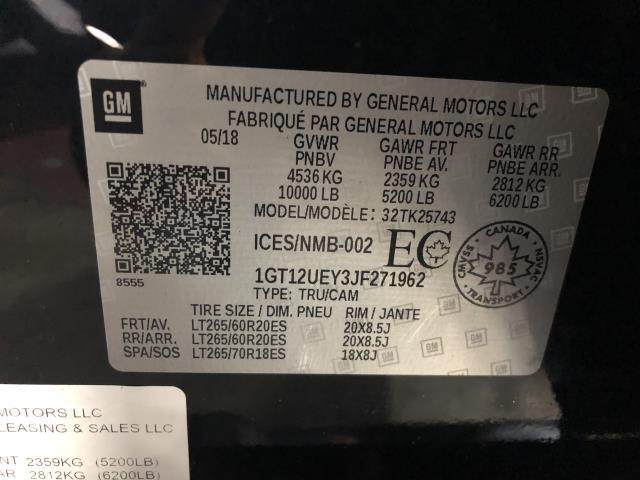 GM
MANUFACTURED BY GENERAL MOTORS LLC
FABRIQUÉ PAR GENERAL MOTORS LLC
05/18 GVWR GAWR FRT GAWR RR
PNBV PNBE AV. PNBE ARR.
4536 KG 2359 KG 2812 KG
10000 LB 5200 LB 6200 LB
MODEL/MODÈLE: 32TK25743
ICES/NMB-002 EC
CANADA
CMVSS 985 NSVAC
TRANSPORT
8555
1GT12UEY3JF271962
TYPE: TRU/CAM
TIRE SIZE / DIM. PNEU RIM / JANTE
FRT/AV. LT265/60R20ES 20X8.5J
RR/ARR. LT265/60R20ES 20X8.5J
SPA/SOS LT265/70R18ES 18X8J
MOTORS LLC
LEASING & SALES LLC
NT 2359KG (5200LB)
AR 2812KG (6200LB)